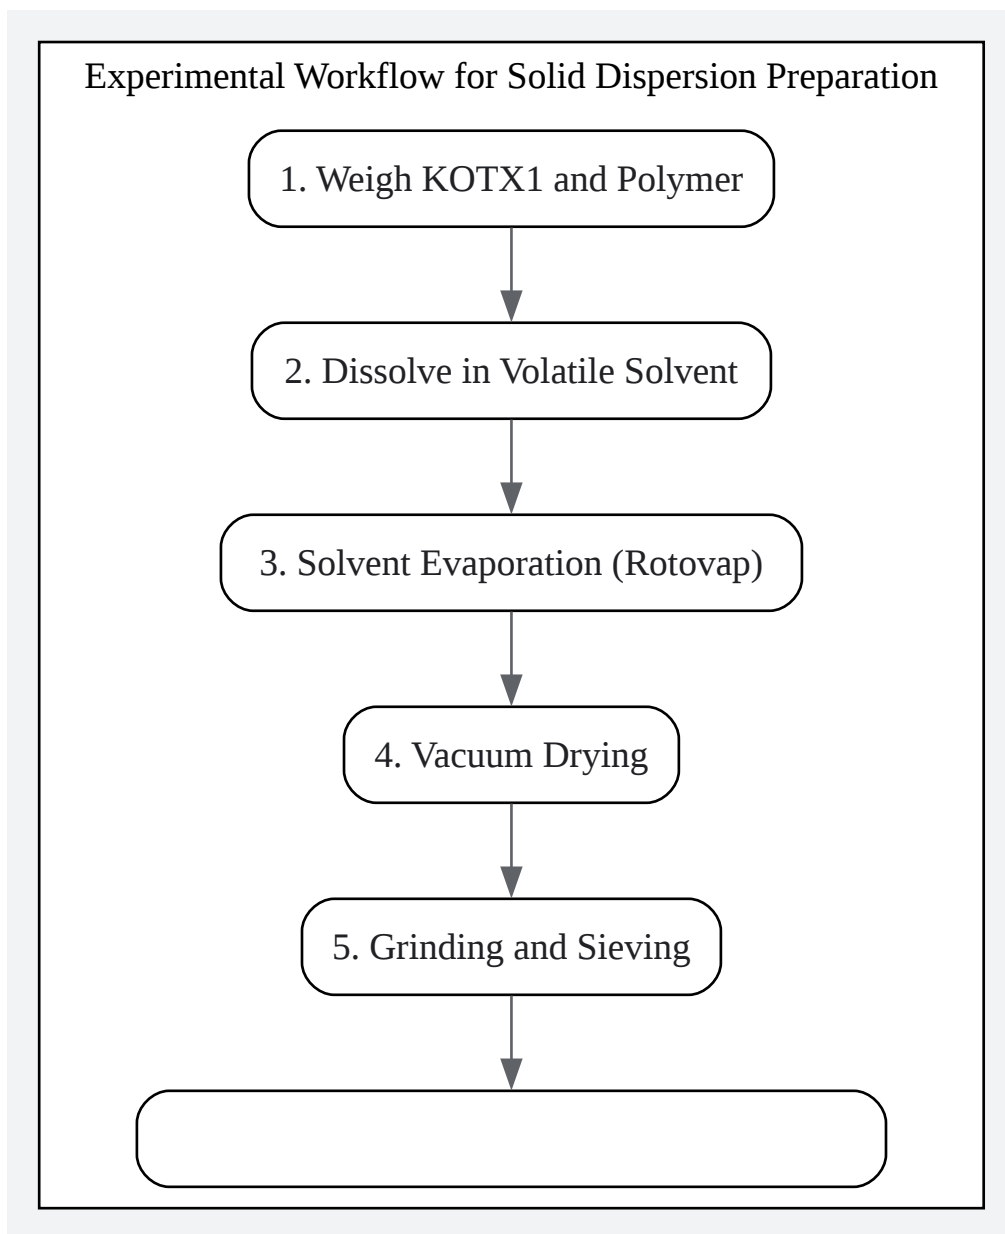 Experimental Workflow for Solid Dispersion Preparation
1. Weigh KOTX1 and Polymer
2. Dissolve in Volatile Solvent
3. Solvent Evaporation (Rotovap)
4. Vacuum Drying
5. Grinding and Sieving